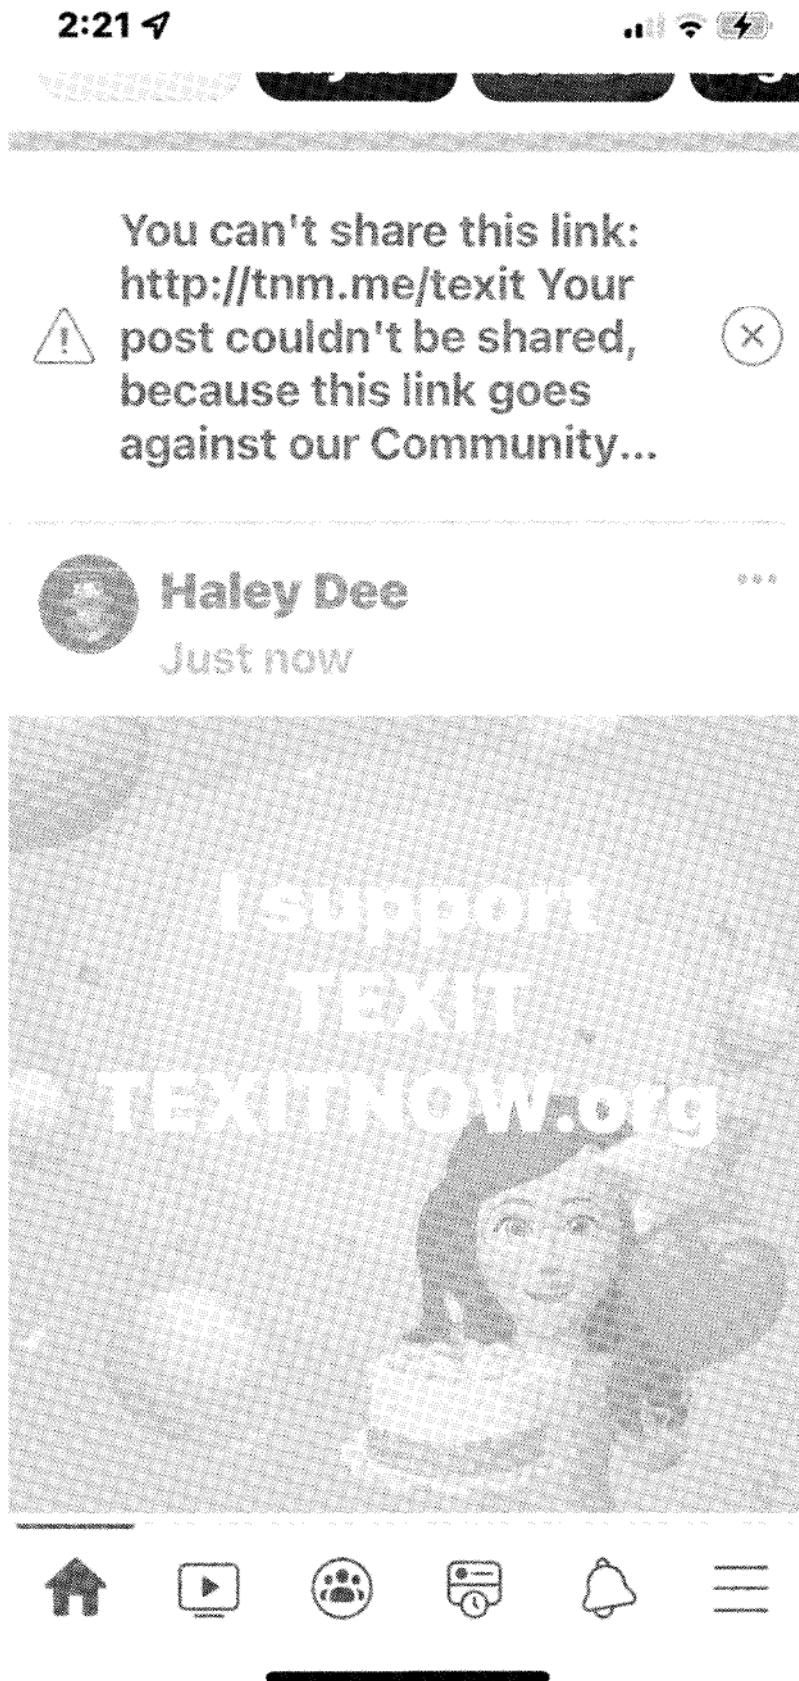 2:21
You can't share this link:
http://tnm.me/texit Your
post couldn't be shared,
because this link goes
against our Community...
Haley Dee
Just now
I support
TEXIT
TEXITNOW.org